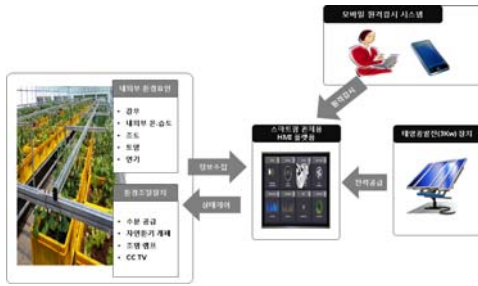 모바일 원격감시 시스템
내외부 환경요인
• 강우
• 내외부 온·습도
• 조도
• 토양
• 연기
원격감시
스마트팜 관제용
HMI 플랫폼
태양광발전(3Kw) 장치
정보수집
전력공급
상태제어
환경조절장치
• 수분 공급
• 자연환기 개폐
• 조명 램프
• CC TV